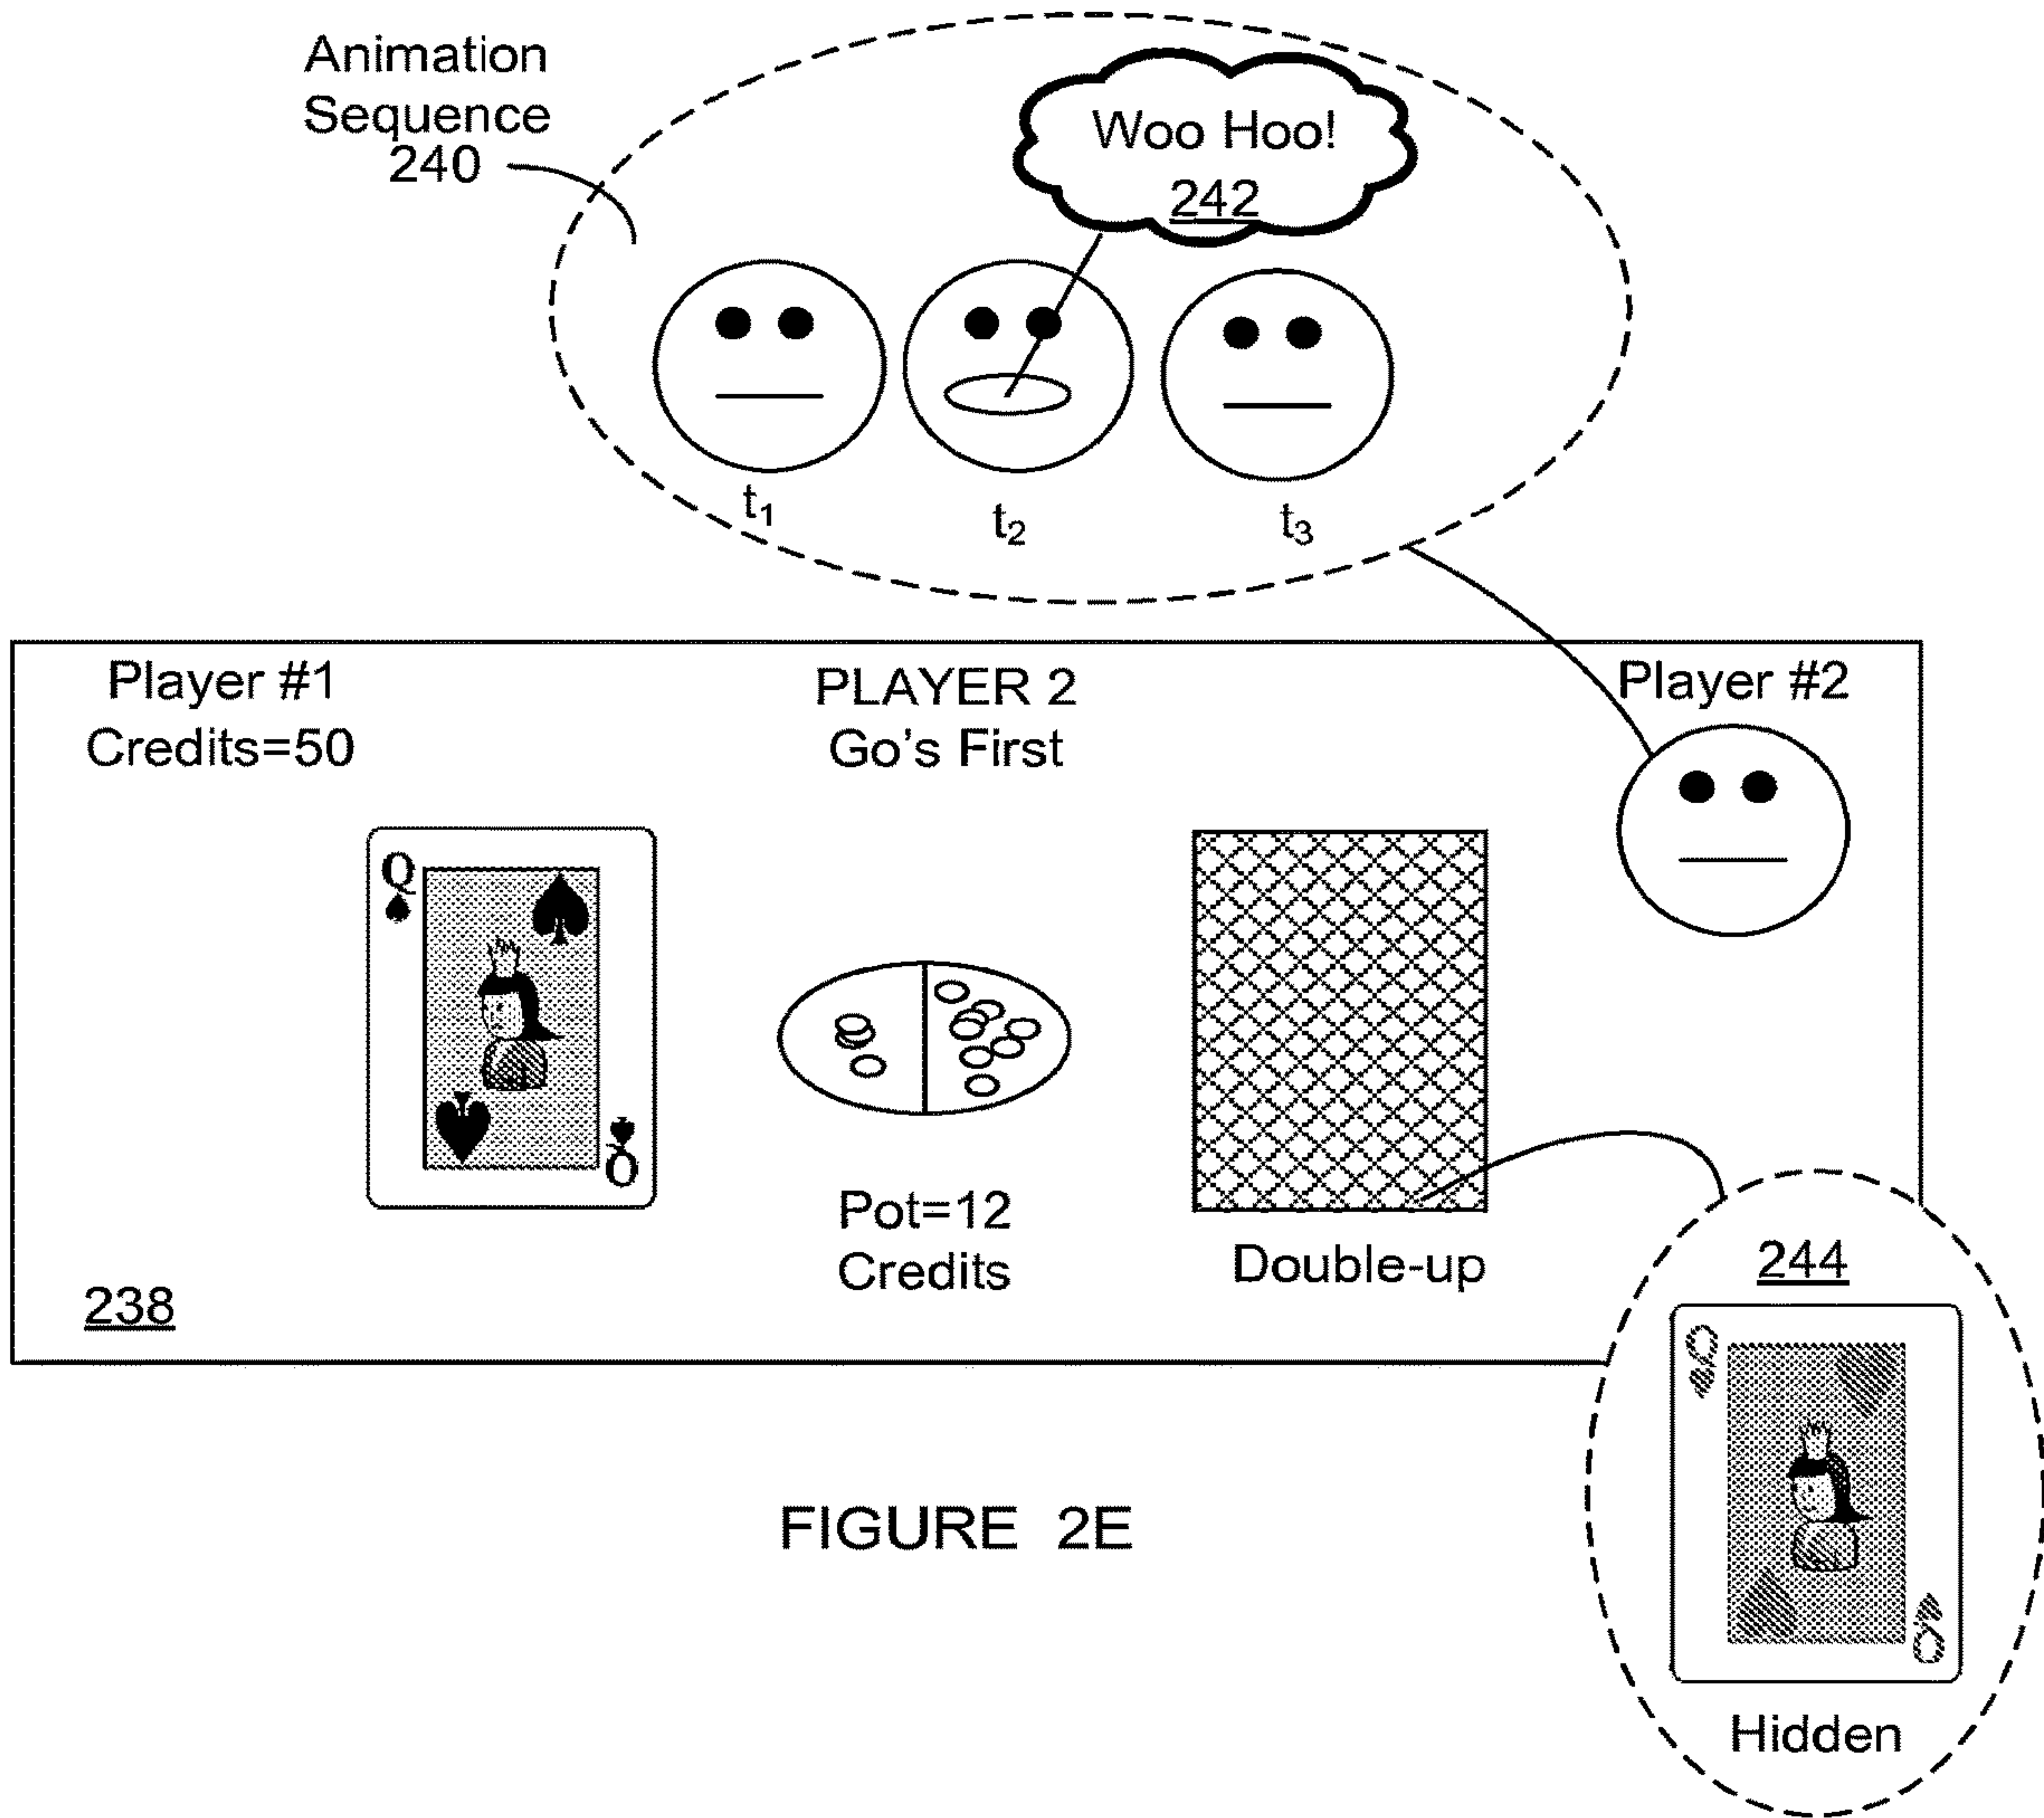 Animation
Sequence
240
Woo Hoo!
242
t₁
t₂
t₃
Player #1
Credits=50
PLAYER 2
Go's First
Player #2
Q
Q
Pot=12
Credits
Double-up
238
244
Q
Q
Hidden
FIGURE 2E